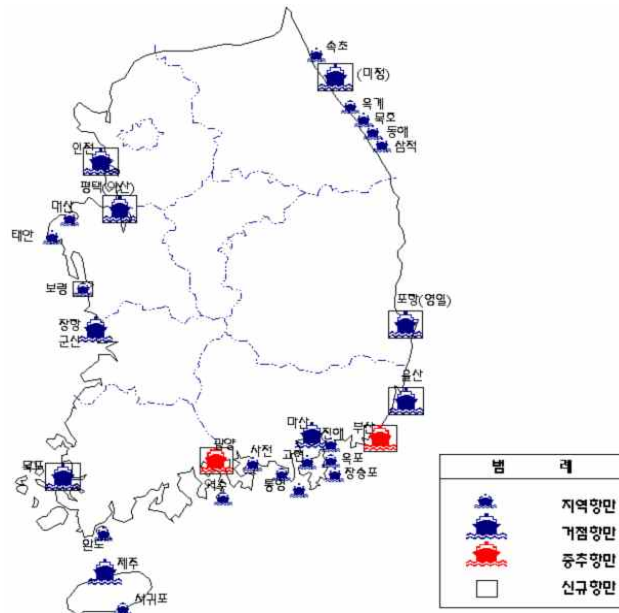 속초
(미정)
옥계
묵호
동해
삼척
인천
평택(아산)
대산
태안
보령
장항
군산
포항(영일)
울산
부산
마산
진해
광양
사천
고현
옥포
통영
장승포
여수
목포
완도
제주
서귀포
범 례
지역항만
거점항만
중추항만
신규항만